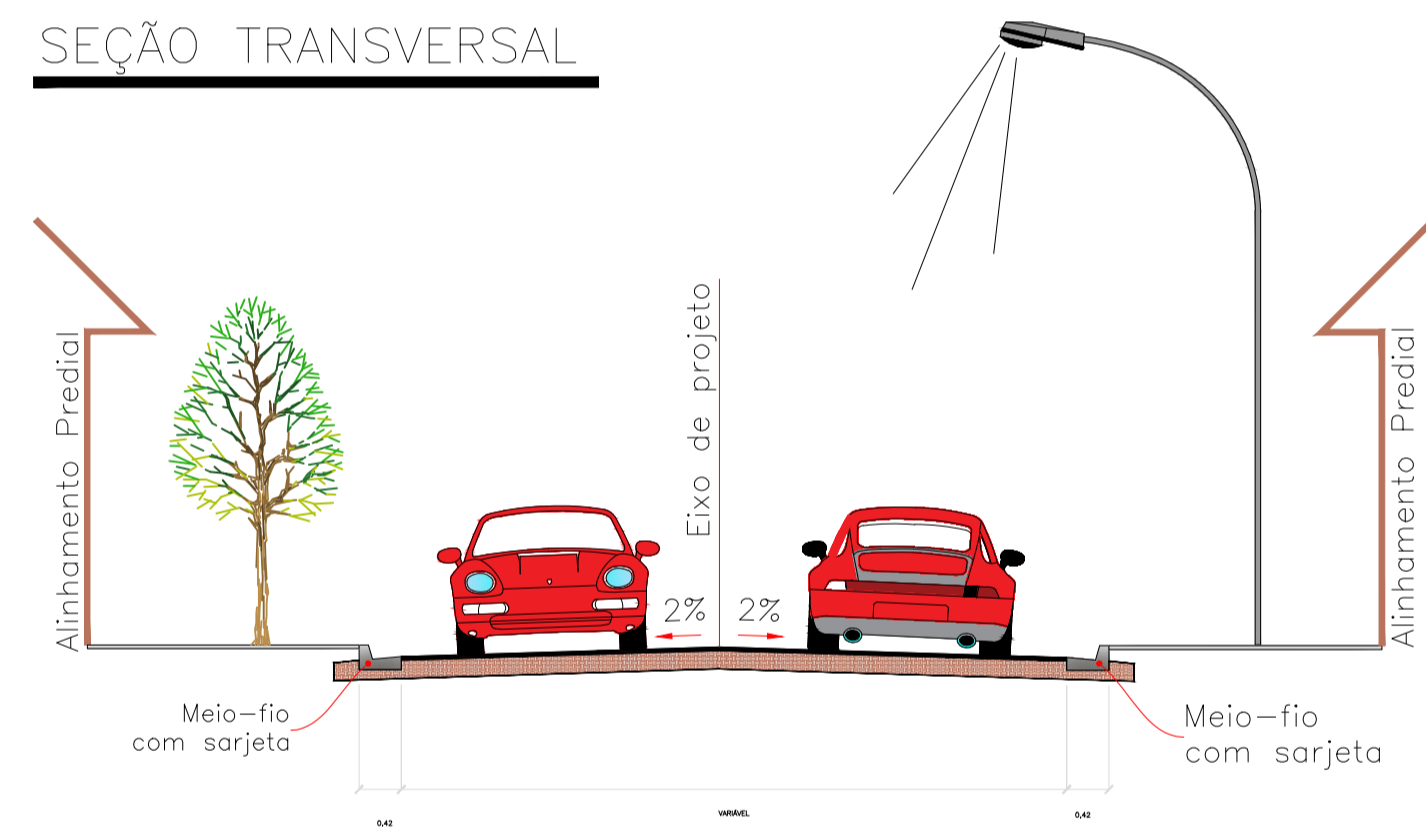 SEÇÃO TRANSVERSAL
Alinhamento Predial
Eixo de projeto
Alinhamento Predial
2%
2%
Meio-fio
com sarjeta
Meio-fio
com sarjeta
0,42
VARIÁVEL
0,42